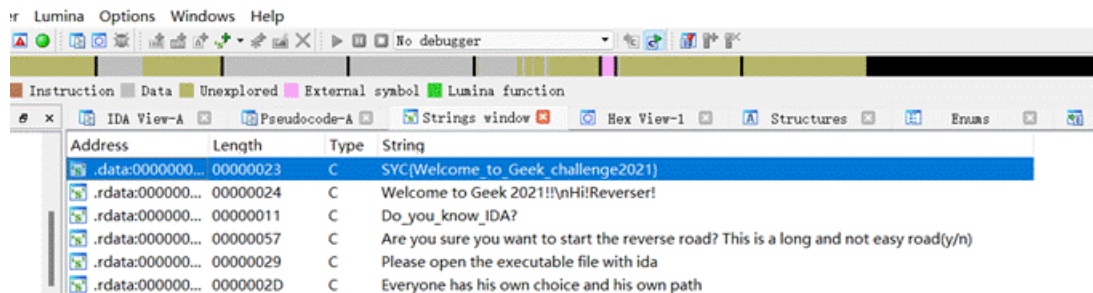 r Lumina Options Windows Help
No debugger
Instruction Data Unexplored External symbol Lumina function
IDA View-A Pseudocode-A Strings window Hex View-1 Structures Enums
Address Length Type String
.data:0000000... 00000023 C SYC{Welcome_to_Geek_challenge2021}
.rdata:000000... 00000024 C Welcome to Geek 2021!!\nHi!Reverser!
.rdata:000000... 00000011 C Do_you_know_IDA?
.rdata:000000... 00000057 C Are you sure you want to start the reverse road? This is a long and not easy road(y/n)
.rdata:000000... 00000029 C Please open the executable file with ida
.rdata:000000... 0000002D C Everyone has his own choice and his own path